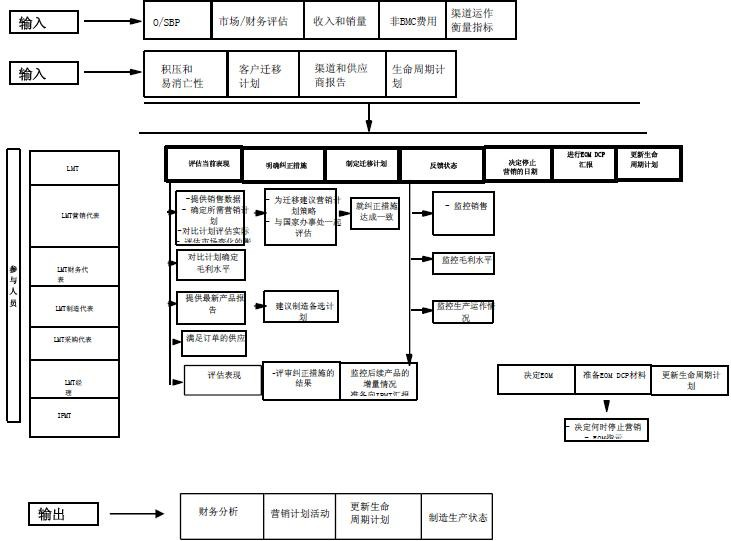 输入
O/SBP
市场/财务评估
收入和销量
非BMC费用
渠道运作
衡量指标
输入
积压和
易消亡性
客户迁移
计划
渠道和供应
商报告
生命周期计
划
评估当前表现
明确纠正措施
制定迁移计划
反馈状态
决定停止
营销的日期
进行EOM DCP
汇报
更新生命
周期计划
参与人员
LMT
LMT营销代表
LMT财务代
表
LMT制造代表
LMT采购代表
LMT经
理
IPMT
-提供销售数据
- 确定所需营销计
划
-对比计划评估实际
- 为迁移建议营销计
划策略
- 与国家办事处一起
评估
就纠正措施
达成一致
- 监控销售
对比计划确定
毛利水平
监控毛利水平
提供最新产品报
告
建议制造备选计
划
监控生产运作情
况
满足订单的供应
评估表现
-评审纠正措施的
结果
监控后续产品的
增量情况
准备向IPMT汇报
决定EOM
准备EOM DCP材料
更新生命周期计
划
- 决定何时停止营销
- EOM指示
输出
财务分析
营销计划活动
更新生命
周期计划
制造生产状态